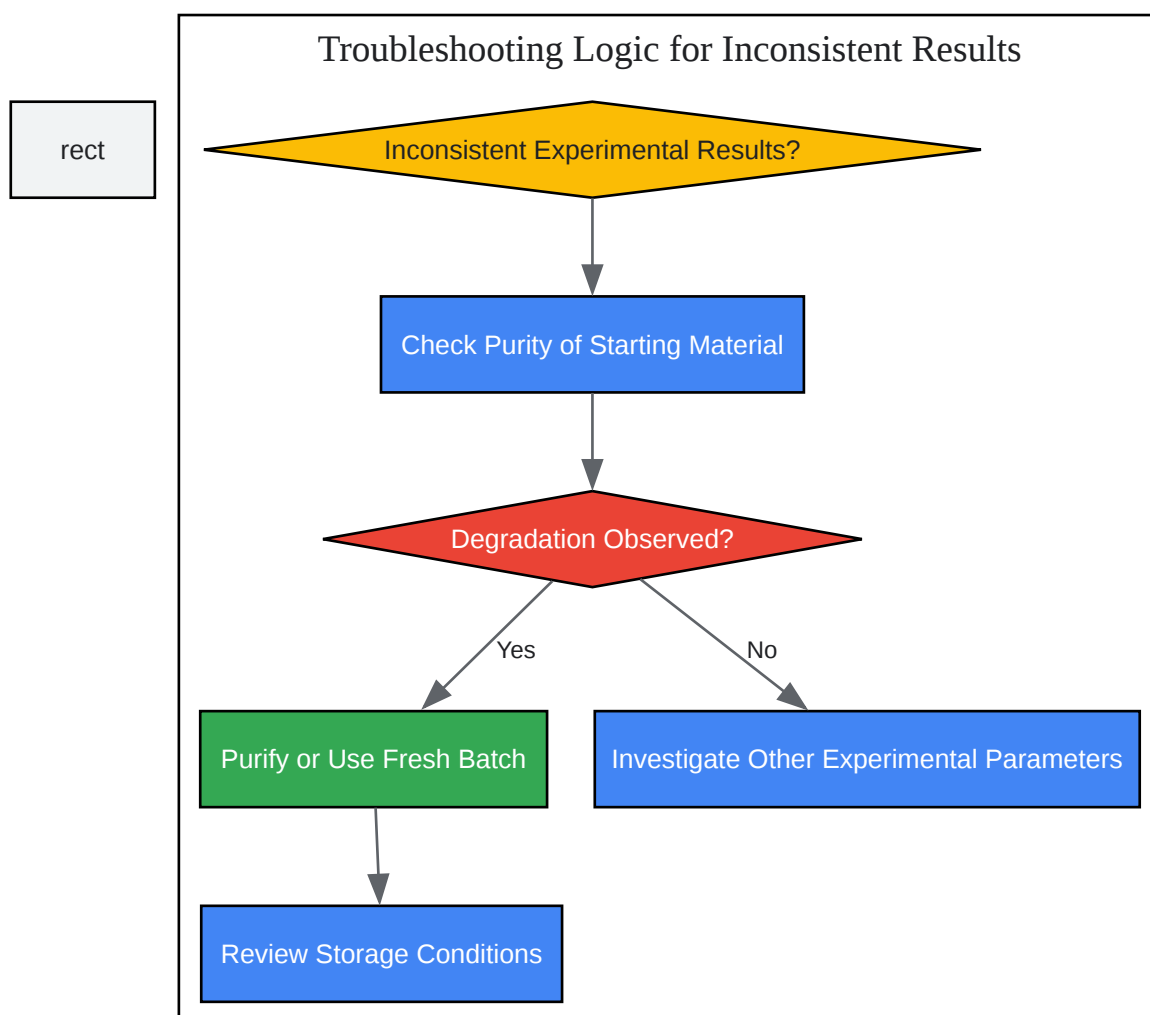 Troubleshooting Logic for Inconsistent Results
rect
Inconsistent Experimental Results?
Check Purity of Starting Material
Degradation Observed?
Yes
No
Purify or Use Fresh Batch
Investigate Other Experimental Parameters
Review Storage Conditions